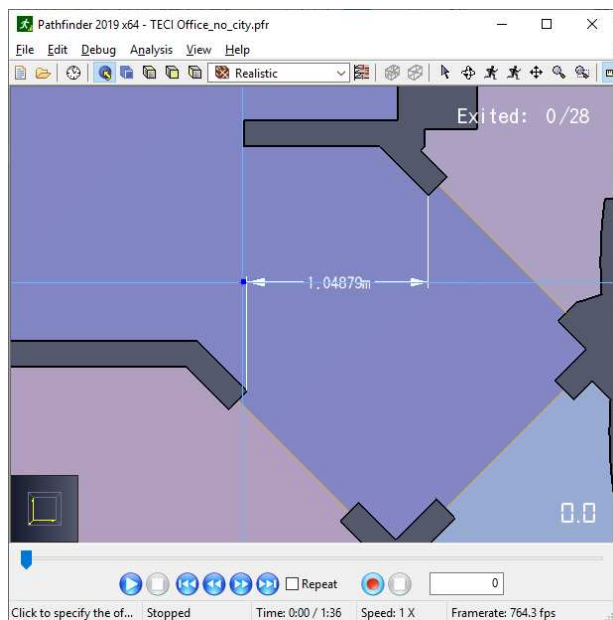 Pathfinder 2019 x64 - TECI Office_no_city.pfr
File Edit Debug Analysis View Help
Realistic
Exited: 0/28
1.04879m
0.0
Repeat
0
Click to specify the of... Stopped Time: 0:00 / 1:36 Speed: 1 X Framerate: 764.3 fps